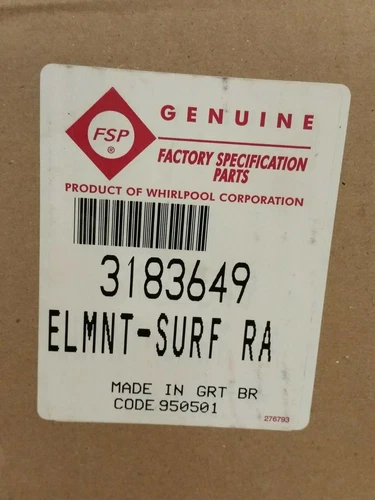 FSP
®
GENUINE
FACTORY SPECIFICATION
PARTS
PRODUCT OF WHIRLPOOL CORPORATION
3183649
ELMNT-SURF RA
MADE IN GRT BR
CODE 950501
276793